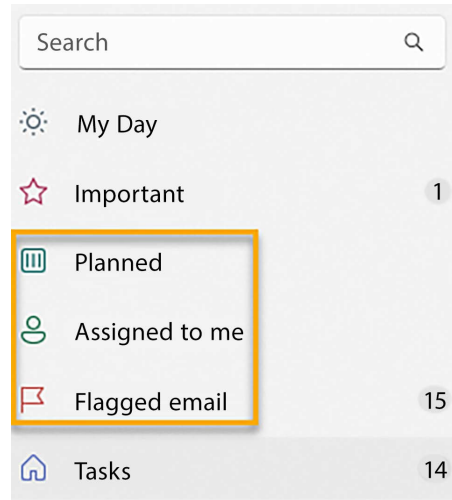 Search
My Day
Important 1
Planned
Assigned to me
Flagged email 15
Tasks 14